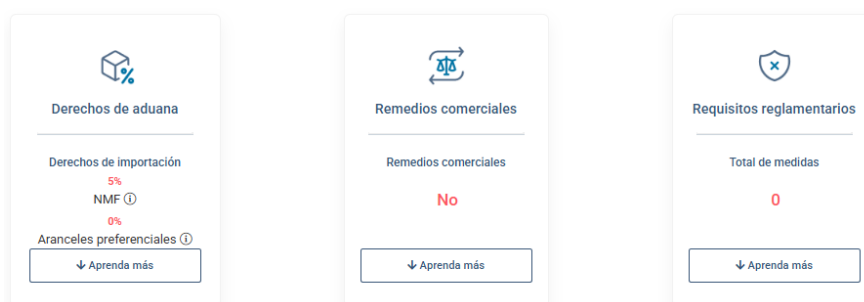 Derechos de aduana
Derechos de importación
5%
NMF ⓘ
0%
Aranceles preferenciales ⓘ
↓ Aprenda más
Remedios comerciales
Remedios comerciales
No
↓ Aprenda más
Requisitos reglamentarios
Total de medidas
0
↓ Aprenda más